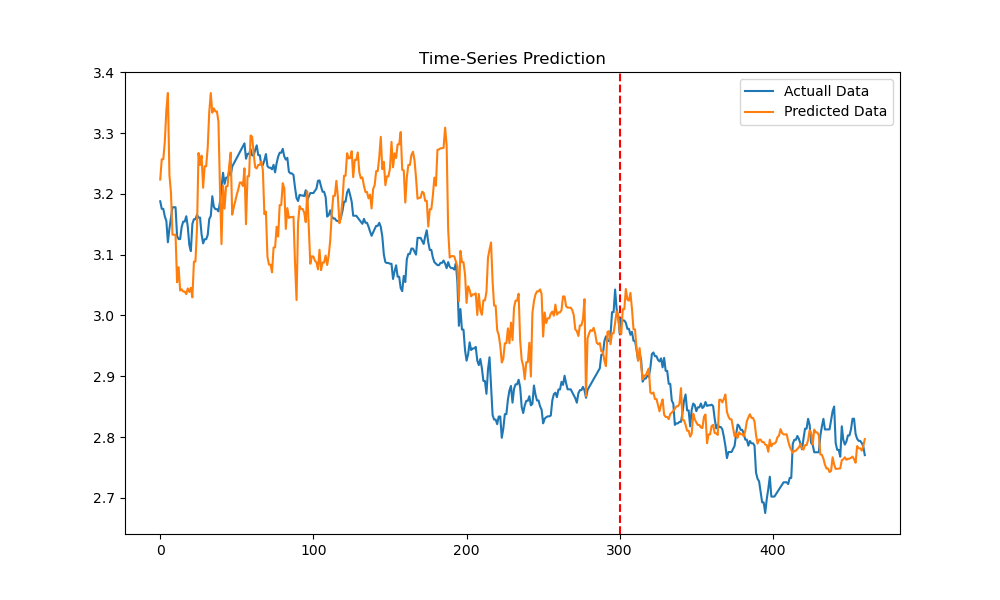 Time-Series Prediction
Actuall Data
Predicted Data
3.4
3.3
3.2
3.1
3.0
2.9
2.8
2.7
0 100 200 300 400